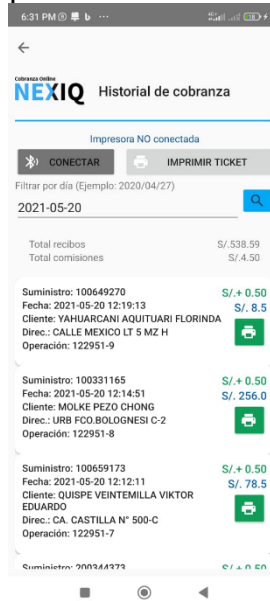 6:31 PM
Cobranza Online
NEXIQ Historial de cobranza
Impresora NO conectada
CONECTAR
IMPRIMIR TICKET
Filtrar por día (Ejemplo: 2020/04/27)
2021-05-20
Total recibos S/.538.59
Total comisiones S/.4.50
Suministro: 100649270 S/.+ 0.50
Fecha: 2021-05-20 12:19:13 S/. 8.5
Cliente: YAHUARCANI AQUITUARI FLORINDA
Direc.: CALLE MEXICO LT 5 MZ H
Operación: 122951-9
Suministro: 100331165 S/.+ 0.50
Fecha: 2021-05-20 12:14:51 S/. 256.0
Cliente: MOLKE PEZO CHONG
Direc.: URB FCO.BOLOGNESI C-2
Operación: 122951-8
Suministro: 100659173 S/.+ 0.50
Fecha: 2021-05-20 12:12:11 S/. 78.5
Cliente: QUISPE VEINTEMILLA VIKTOR
EDUARDO
Direc.: CA. CASTILLA N° 500-C
Operación: 122951-7
Suministro: 200344373 S/.+ 0.50